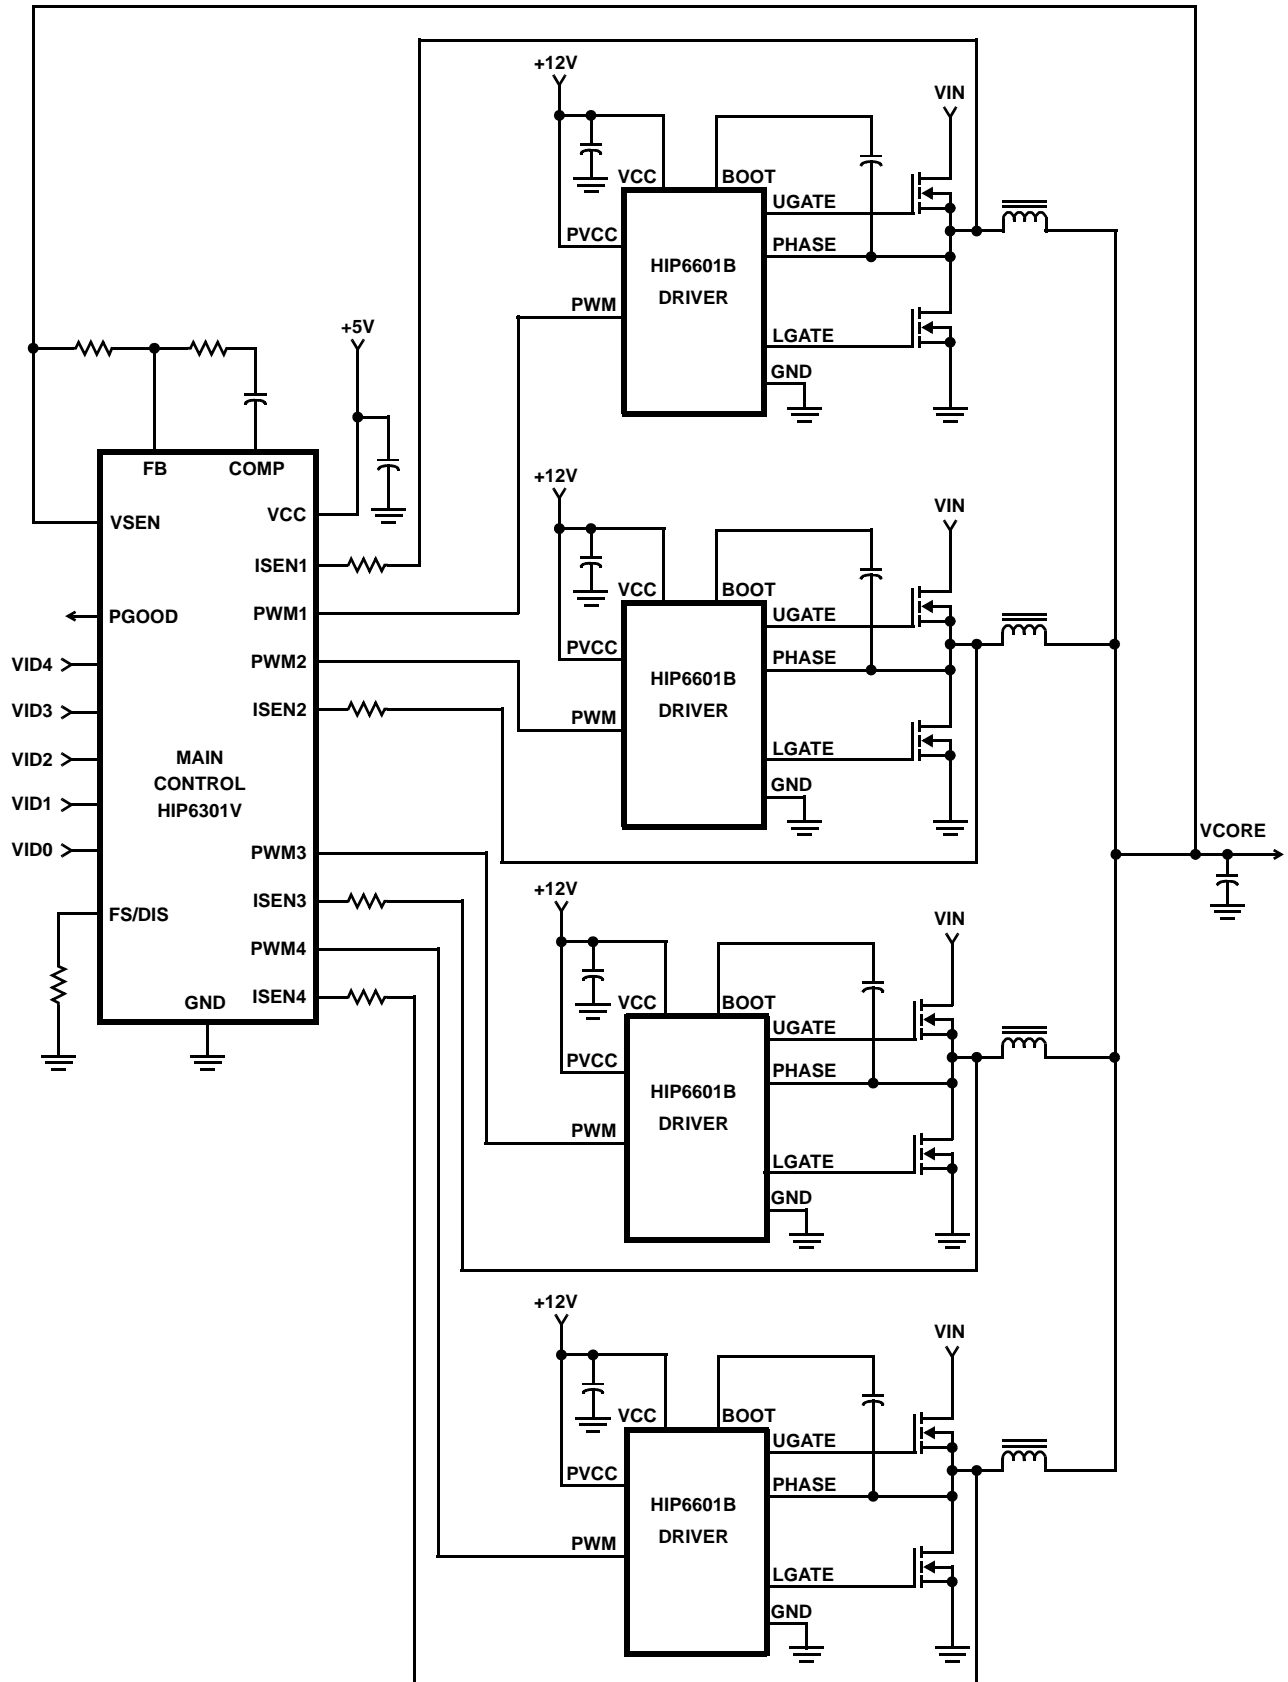 +12V
VIN
VCC
BOOT
UGATE
PVCC
PHASE
HIP6601B
DRIVER
PWM
LGATE
GND
+5V
FB
COMP
VSEN
VCC
ISEN1
PGOOD
PWM1
VID4
PWM2
VID3
ISEN2
VID2
MAIN
CONTROL
HIP6301V
VID1
VID0
PWM3
ISEN3
FS/DIS
PWM4
ISEN4
GND
+12V
VIN
VCC
BOOT
UGATE
PVCC
PHASE
HIP6601B
DRIVER
PWM
LGATE
GND
VCORE
+12V
VIN
VCC
BOOT
UGATE
PVCC
PHASE
HIP6601B
DRIVER
PWM
LGATE
GND
+12V
VIN
VCC
BOOT
UGATE
PVCC
PHASE
HIP6601B
DRIVER
PWM
LGATE
GND